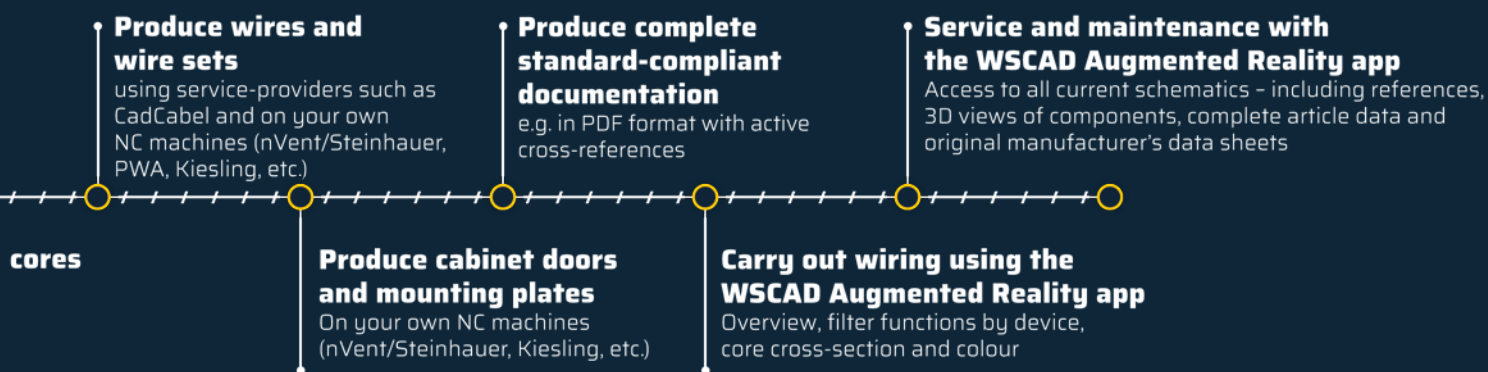 Produce wires and
wire sets
using service-providers such as
CadCabel and on your own
NC machines (nVent/Steinhauer,
PWA, Kiesling, etc.)
Produce complete
standard-compliant
documentation
e.g. in PDF format with active
cross-references
Service and maintenance with
the WSCAD Augmented Reality app
Access to all current schematics – including references,
3D views of components, complete article data and
original manufacturer's data sheets
cores
Produce cabinet doors
and mounting plates
On your own NC machines
(nVent/Steinhauer, Kiesling, etc.)
Carry out wiring using the
WSCAD Augmented Reality app
Overview, filter functions by device,
core cross-section and colour